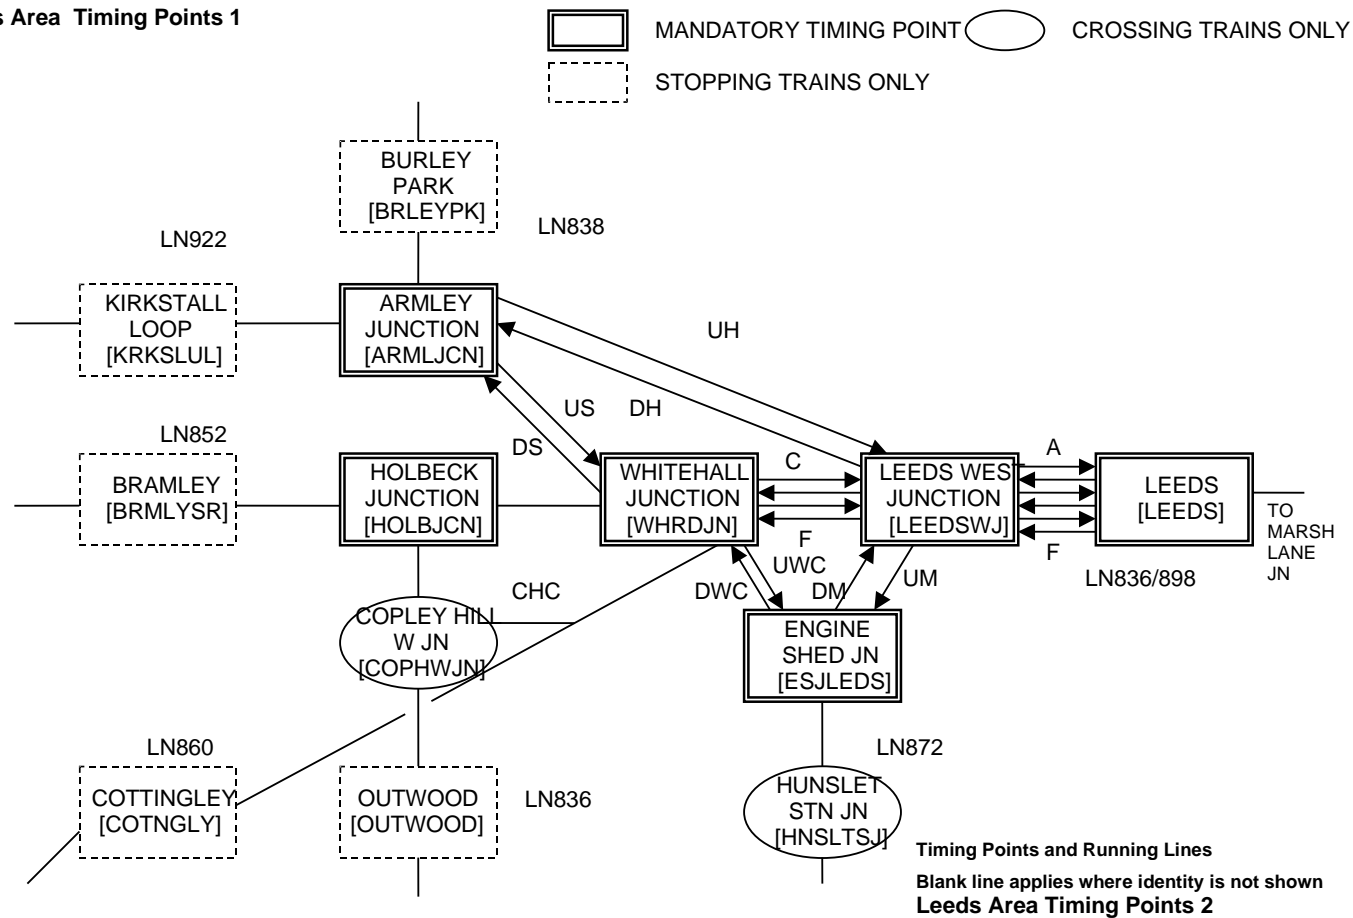 s Area Timing Points 1
MANDATORY TIMING POINT
CROSSING TRAINS ONLY
STOPPING TRAINS ONLY
BURLEY
PARK
[BRLEYPK]
LN838
LN922
KIRKSTALL
LOOP
[KRKSLUL]
ARMLEY
JUNCTION
[ARMLJCN]
UH
US
DH
DS
LN852
BRAMLEY
[BRMLYSR]
HOLBECK
JUNCTION
[HOLBJCN]
WHITEHALL
JUNCTION
[WHRDJN]
C
F
LEEDS WEST
JUNCTION
[LEEDSWJ]
A
F
LEEDS
[LEEDS]
TO
MARSH
LANE
JN
LN836/898
UWC
DWC
DM
UM
CHC
COPLEY HILL
W JN
[COPHWJN]
ENGINE
SHED JN
[ESJLEDS]
LN860
COTTINGLEY
[COTNGLY]
OUTWOOD
[OUTWOOD]
LN836
LN872
HUNSLET
STN JN
[HNSLTSJ]
Timing Points and Running Lines
Blank line applies where identity is not shown
Leeds Area Timing Points 2